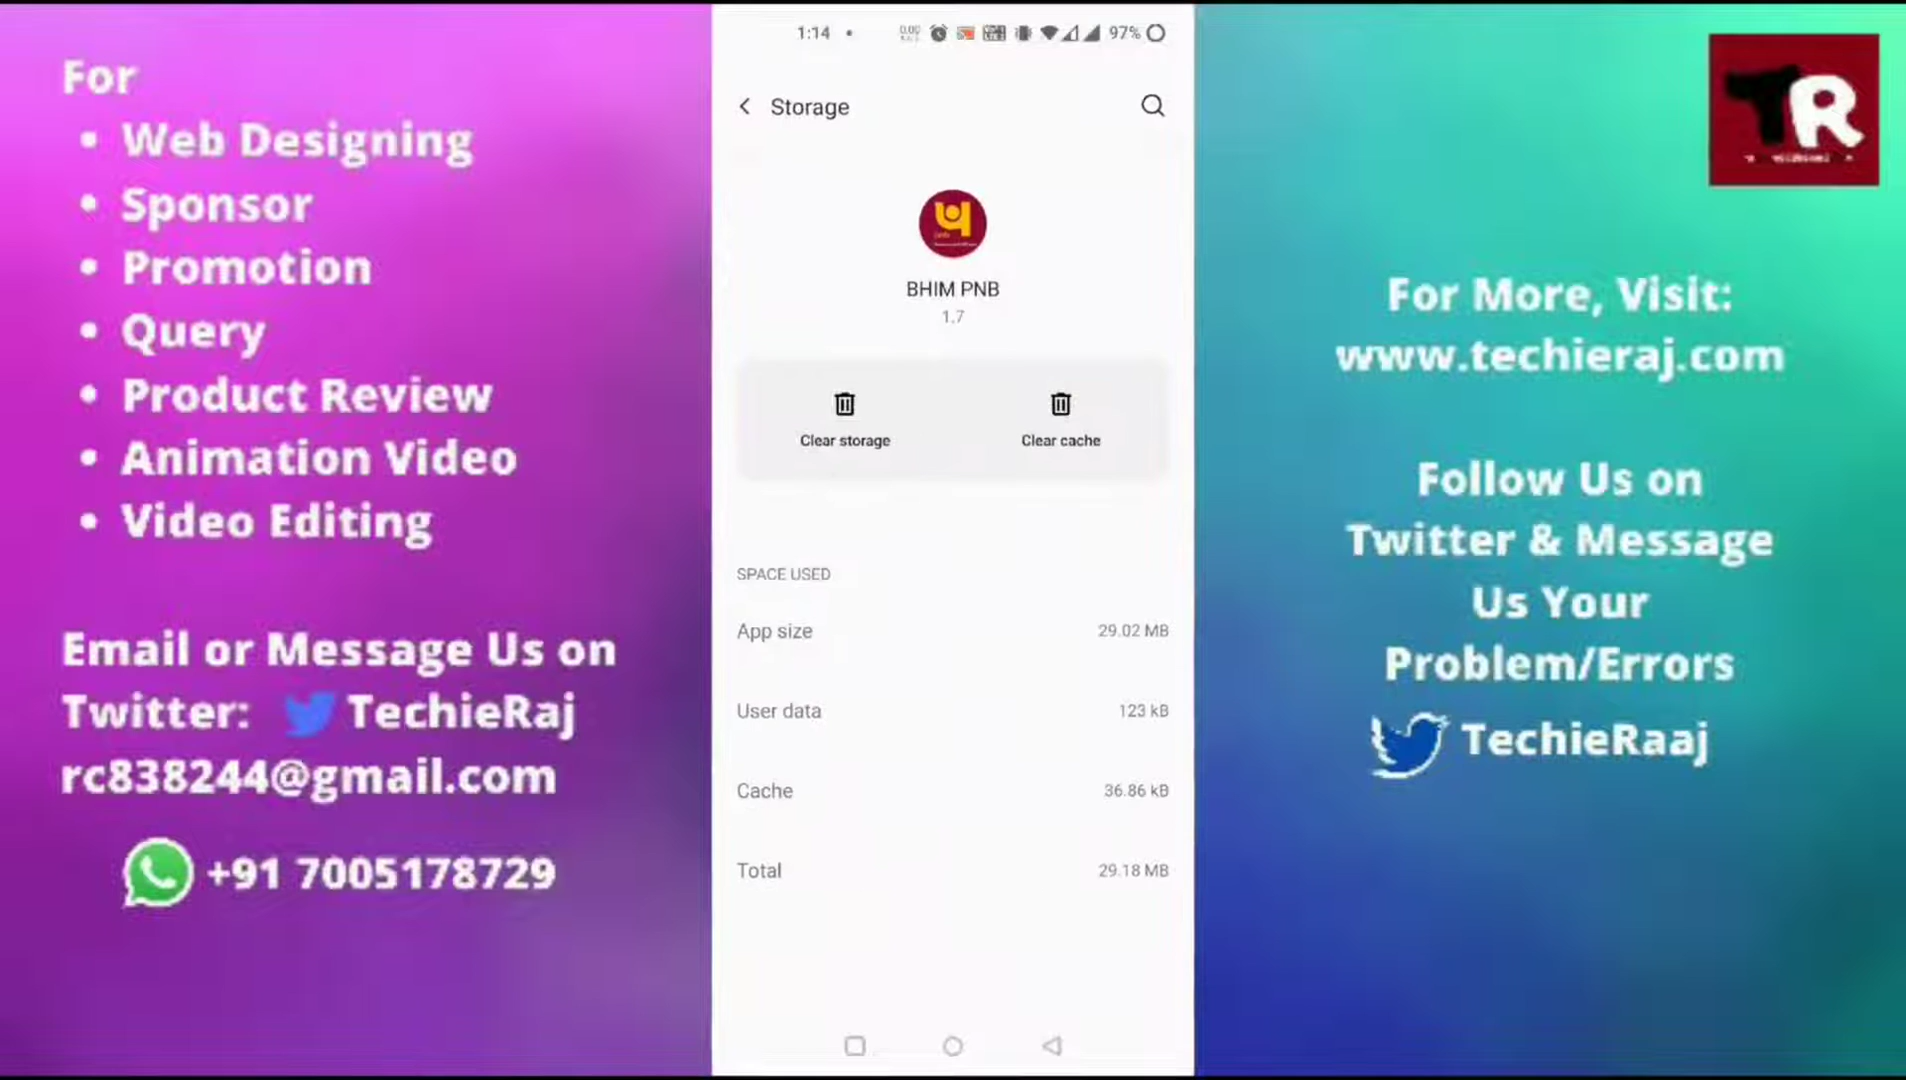 For
• Web Designing
• Sponsor
• Promotion
• Query
• Product Review
• Animation Video
• Video Editing
Email or Message Us on
Twitter: TechieRaj
rc838244@gmail.com
+91 7005178729
1:14
97%
Storage
BHIM PNB
1.7
Clear storage
Clear cache
SPACE USED
App size 29.02 MB
User data 123 kB
Cache 36.86 kB
Total 29.18 MB
TR
For More, Visit:
www.techieraj.com
Follow Us on
Twitter & Message
Us Your
Problem/Errors
TechieRaaj